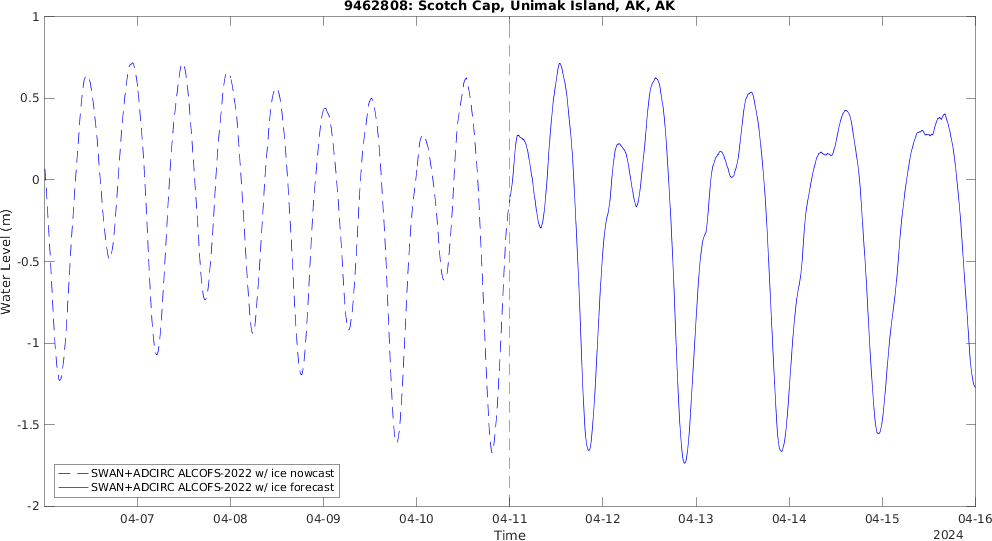 9462808: Scotch Cap, Unimak Island, AK, AK
1
0.5
0
-0.5
-1
-1.5
-2
Water Level (m)
SWAN+ADCIRC ALCOFS-2022 w/ ice nowcast
SWAN+ADCIRC ALCOFS-2022 w/ ice forecast
04-07 04-08 04-09 04-10 04-11 04-12 04-13 04-14 04-15 04-16
Time
2024